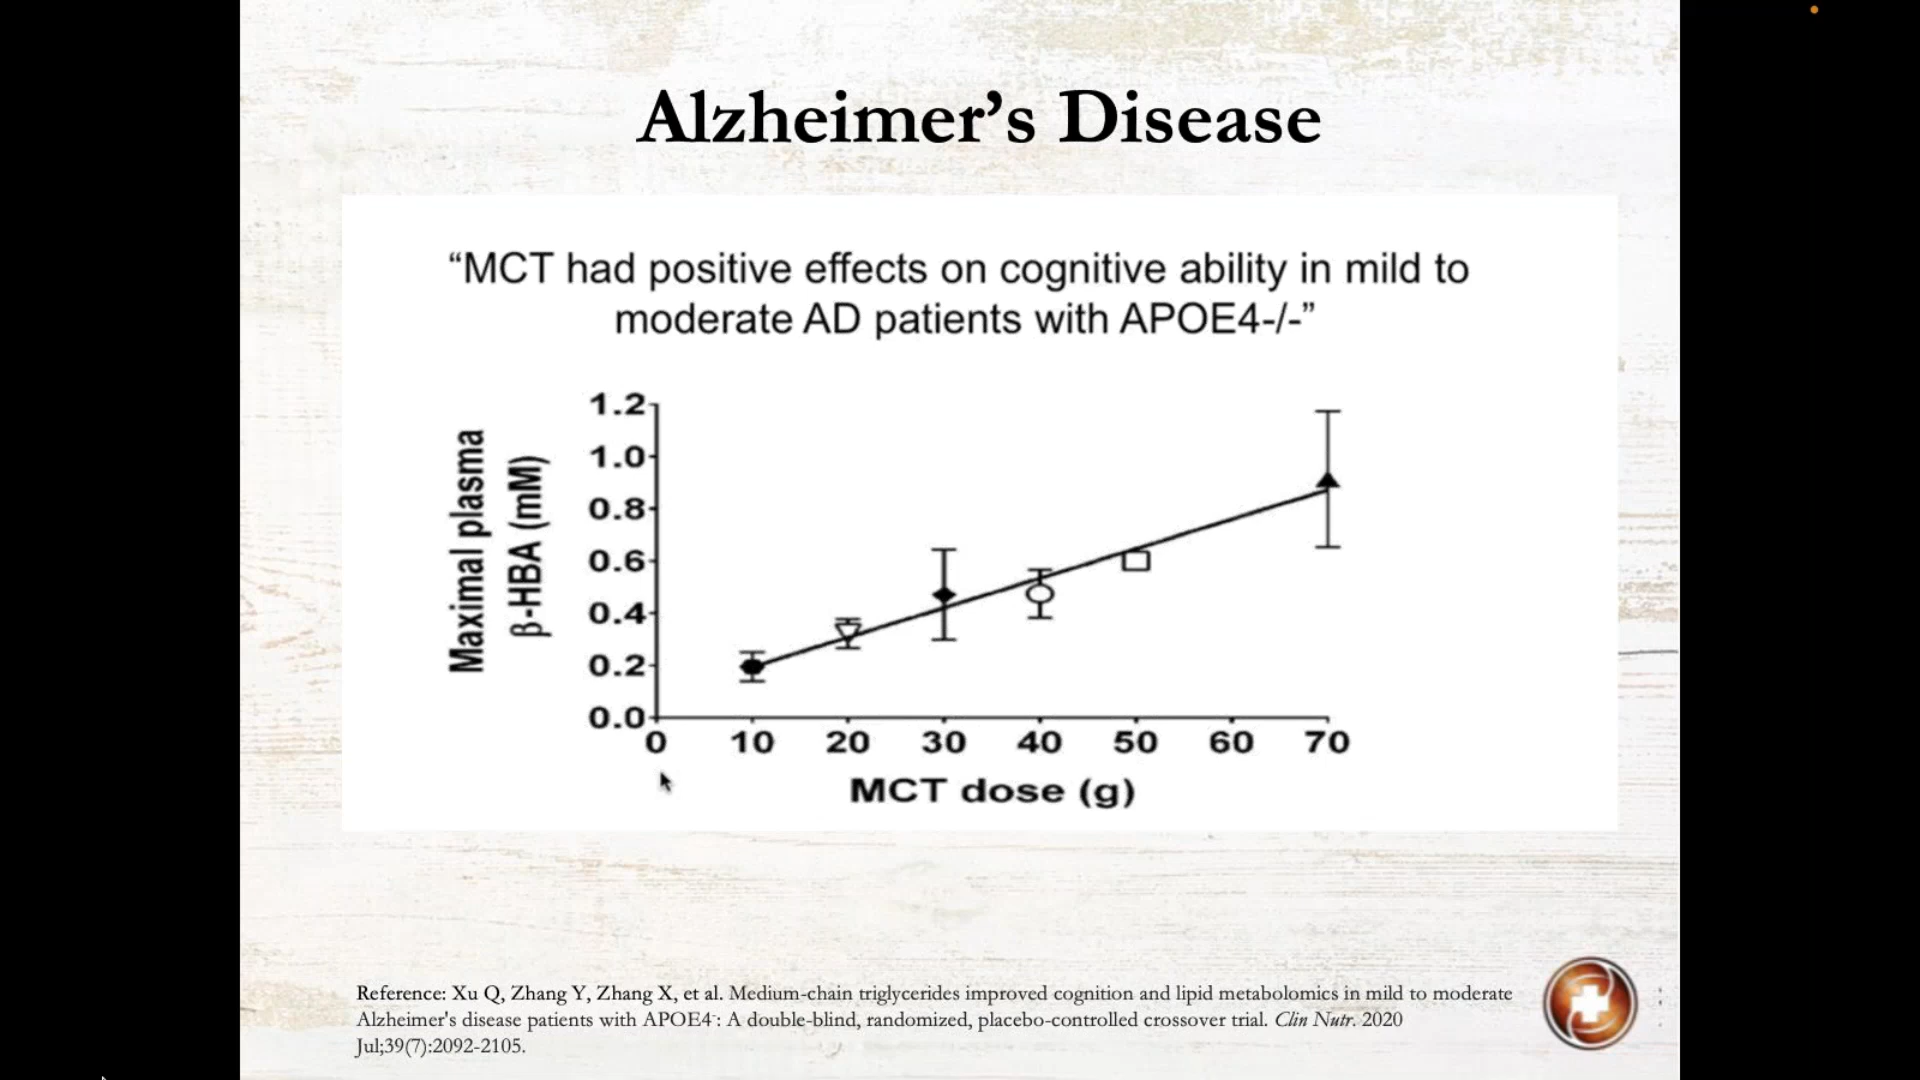 Alzheimer’s Disease
“MCT had positive effects on cognitive ability in mild to
moderate AD patients with APOE4-/-”
Maximal plasma
β-HBA (mM)
1.2
1.0
0.8
0.6
0.4
0.2
0.0
0 10 20 30 40 50 60 70
MCT dose (g)
Reference: Xu Q, Zhang Y, Zhang X, et al. Medium-chain triglycerides improved cognition and lipid metabolomics in mild to moderate
Alzheimer's disease patients with APOE4⁻: A double-blind, randomized, placebo-controlled crossover trial. Clin Nutr. 2020
Jul;39(7):2092-2105.